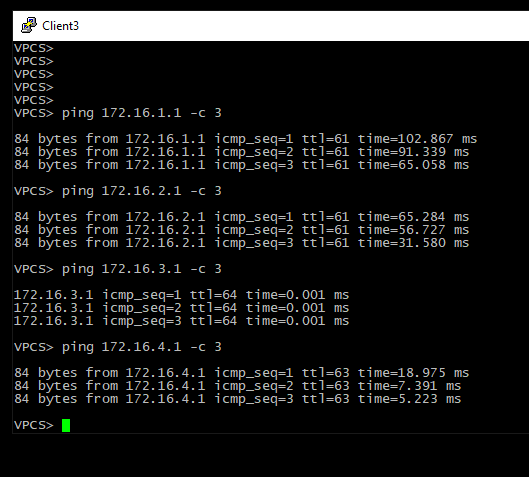 Client3
VPCS>
VPCS>
VPCS>
VPCS>
VPCS>
VPCS> ping 172.16.1.1 -c 3
84 bytes from 172.16.1.1 icmp_seq=1 ttl=61 time=102.867 ms
84 bytes from 172.16.1.1 icmp_seq=2 ttl=61 time=91.339 ms
84 bytes from 172.16.1.1 icmp_seq=3 ttl=61 time=65.058 ms
VPCS> ping 172.16.2.1 -c 3
84 bytes from 172.16.2.1 icmp_seq=1 ttl=61 time=65.284 ms
84 bytes from 172.16.2.1 icmp_seq=2 ttl=61 time=56.727 ms
84 bytes from 172.16.2.1 icmp_seq=3 ttl=61 time=31.580 ms
VPCS> ping 172.16.3.1 -c 3
172.16.3.1 icmp_seq=1 ttl=64 time=0.001 ms
172.16.3.1 icmp_seq=2 ttl=64 time=0.001 ms
172.16.3.1 icmp_seq=3 ttl=64 time=0.001 ms
VPCS> ping 172.16.4.1 -c 3
84 bytes from 172.16.4.1 icmp_seq=1 ttl=63 time=18.975 ms
84 bytes from 172.16.4.1 icmp_seq=2 ttl=63 time=7.391 ms
84 bytes from 172.16.4.1 icmp_seq=3 ttl=63 time=5.223 ms
VPCS>